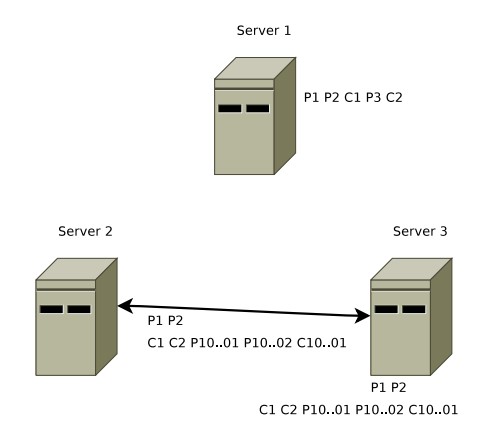 Server 1
P1 P2 C1 P3 C2
Server 2
Server 3
P1 P2
C1 C2 P10..01 P10..02 C10..01
P1 P2
C1 C2 P10..01 P10..02 C10..01